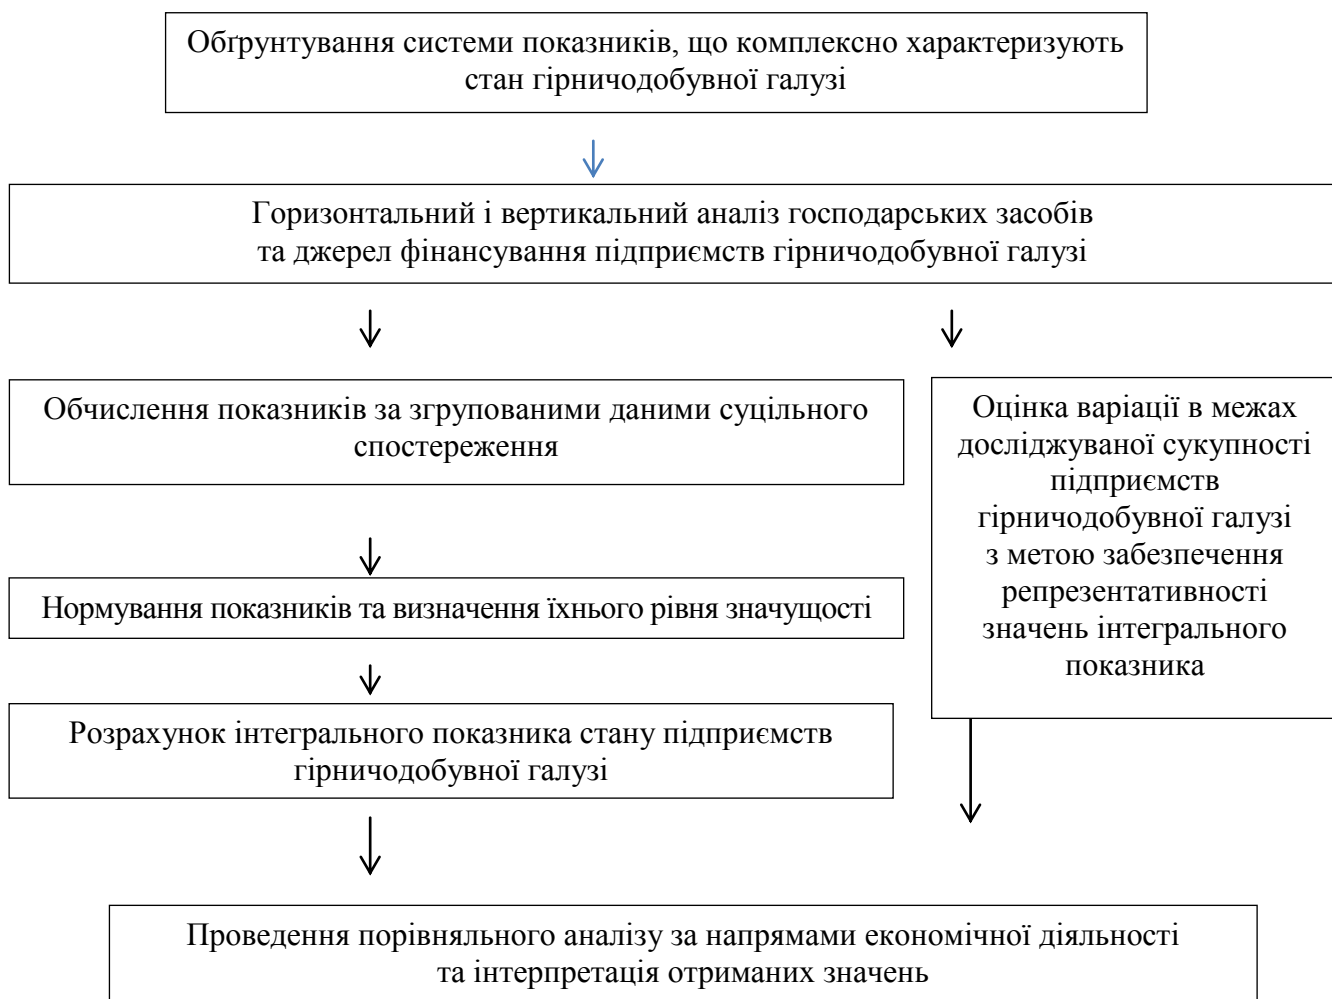 Обґрунтування системи показників, що комплексно характеризують
стан гірничодобувної галузі
Горизонтальний і вертикальний аналіз господарських засобів
та джерел фінансування підприємств гірничодобувної галузі
Обчислення показників за згрупованими даними суцільного
спостереження
Нормування показників та визначення їхнього рівня значущості
Розрахунок інтегрального показника стану підприємств
гірничодобувної галузі
Оцінка варіації в межах
досліджуваної сукупності
підприємств
гірничодобувної галузі
з метою забезпечення
репрезентативності
значень інтегрального
показника
Проведення порівняльного аналізу за напрямами економічної діяльності
та інтерпретація отриманих значень